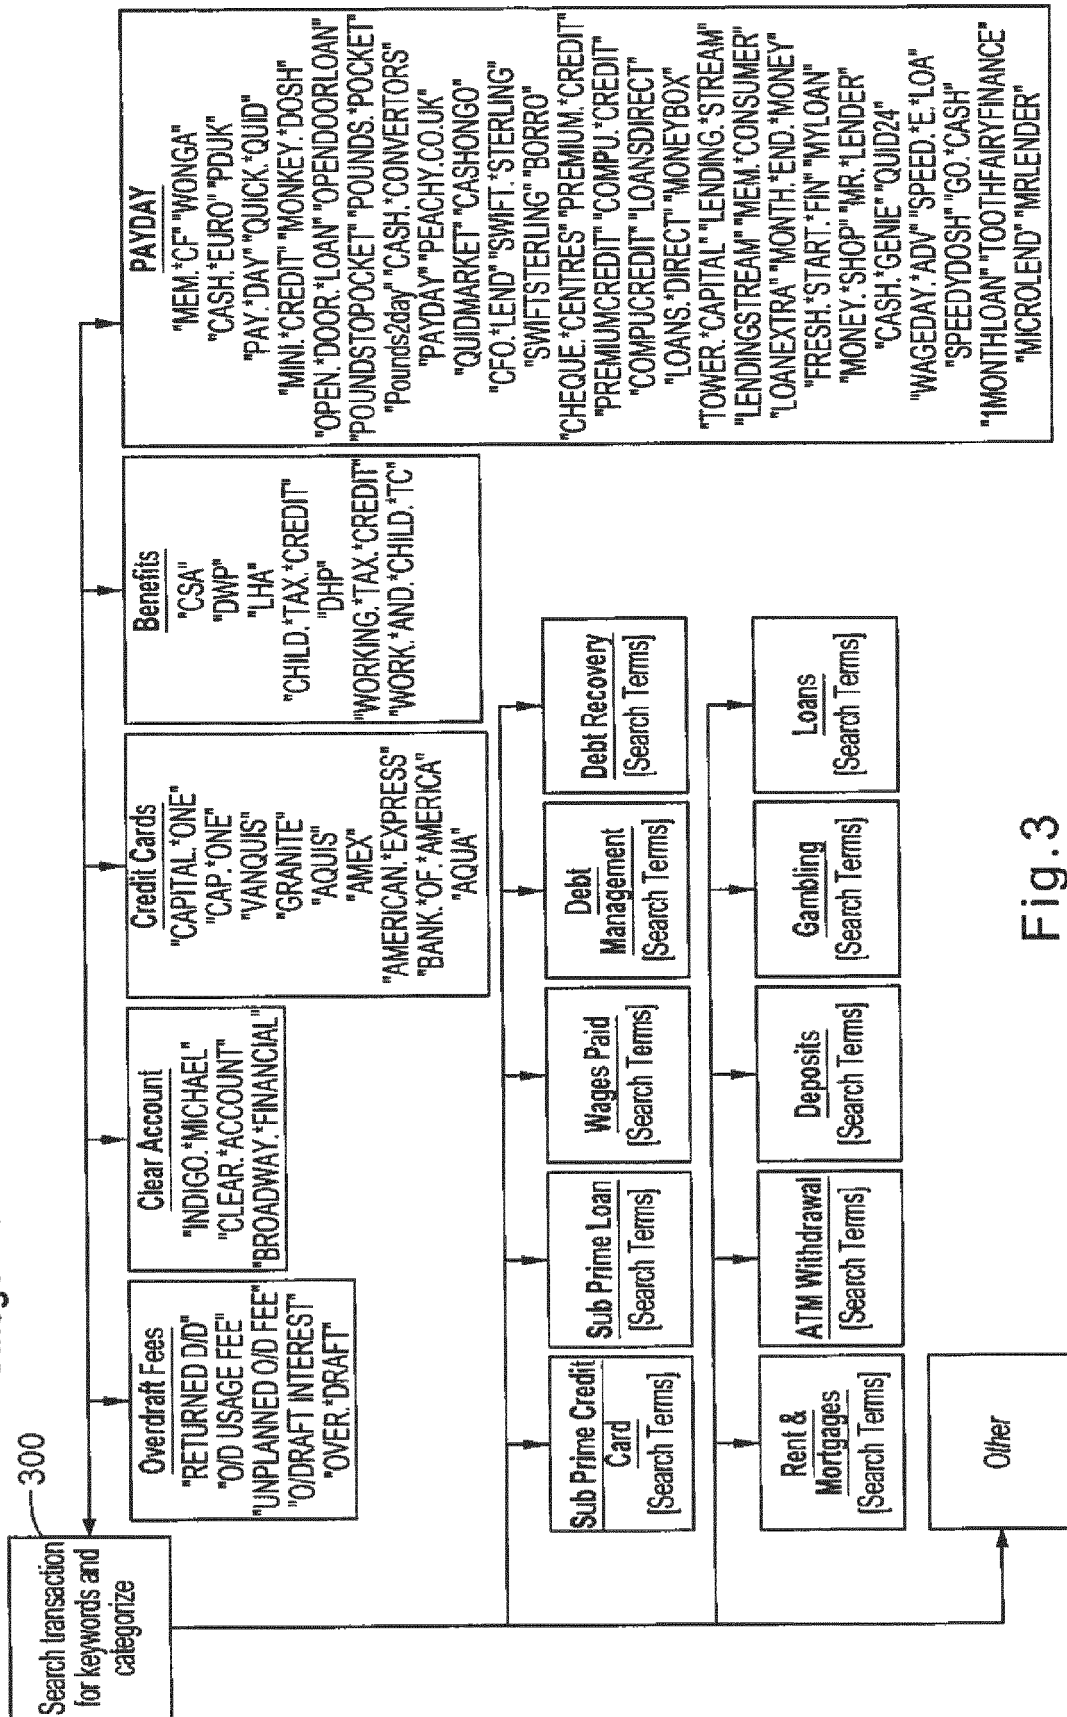 300
Search transaction
for keywords and
categorize
Overdraft Fees
"RETURNED D/D"
"O/D USAGE FEE"
"UNPLANNED O/D FEE"
"O/DRAFT INTEREST"
"OVER.*DRAFT"
Clear Account
"INDIGO.*MICHAEL"
"CLEAR.*ACCOUNT"
"BROADWAY.*FINANCIAL"
Credit Cards
"CAPITAL.*ONE"
"CAP.*ONE"
"VANQUIS"
"GRANITE"
"AQUIS"
"AMEX"
"AMERICAN.*EXPRESS"
"BANK.*OF.*AMERICA"
"AQUA"
Benefits
"CSA"
"DWP"
"LHA"
"CHILD.*TAX.*CREDIT"
"DHP"
"WORKING.*TAX.*CREDIT"
"WORK.*AND.*CHILD.*TC"
PAYDAY
"MEM.*CF" "WONGA"
"CASH.*EURO" "PDUK"
"PAY.*DAY" "QUICK.*QUID"
"MINI.*CREDIT" "MONKEY.*DOSH"
"OPEN.*DOOR.*LOAN" "OPENDOORLOAN"
"POUNDSTOPOCKET" "POUNDS.*POCKET"
"Pounds2day" "CASH.*CONVERTORS"
"PAYDAY" "PEACHY.CO.UK"
"QUIDMARKET" "CASHONGO"
"CFO.*LEND" "SWIFT.*STERLING"
"SWIFTSTERLING" "BORRO"
"CHEQUE.*CENTRES" "PREMIUM.*CREDIT"
"PREMIUMCREDIT" "COMPU.*CREDIT"
"COMPUCREDIT" "LOANSDIRECT"
"LOANS.*DIRECT" "MONEYBOX"
"TOWER.*CAPITAL" "LENDING.*STREAM"
"LENDINGSTREAM" "MEM.*CONSUMER"
"LOANEXTRA" "MONTH.*END.*MONEY"
"FRESH.*START.*FIN" "MYLOAN"
"MONEY.*SHOP" "MR.*LENDER"
"CASH.*GENIE" "QUID24"
"WAGEDAY.*ADV" "SPEED.*E.*LOA"
"SPEEDYDOSH" "GO.*CASH"
"1MONTHLOAN" "TOOTHFAIRYFINANCE"
"MICROLEND" "MRLENDER"
Sub Prime Credit
Card
[Search Terms]
Sub Prime Loan
[Search Terms]
Wages Paid
[Search Terms]
Debt
Management
[Search Terms]
Debt Recovery
[Search Terms]
Rent &
Mortgages
[Search Terms]
ATM Withdrawal
[Search Terms]
Deposits
[Search Terms]
Gambling
[Search Terms]
Loans
[Search Terms]
Other
Fig.3